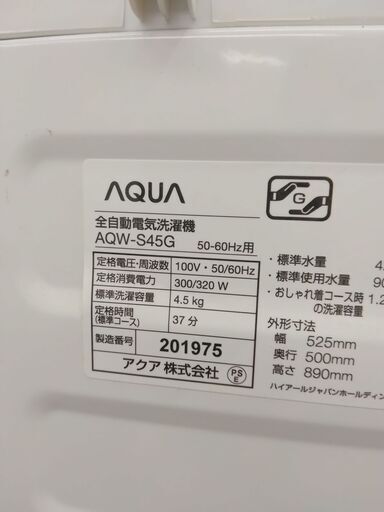 AQUA
全自動電気洗濯機
AQW-S45G 50-60Hz用
定格電圧・周波数 100V・50/60Hz
定格消費電力 300/320 W
標準洗濯容量 4.5 kg
定格時間
(標準コース) 37 分
製造番号 201975
アクア 株式会社 PSE
G
・標準水量
・標準使用水量 90
・おしゃれ着コース時 1.2
の洗濯容量
外形寸法
幅 525mm
奥行 500mm
高さ 890mm
ハイアールジャパンホールディン